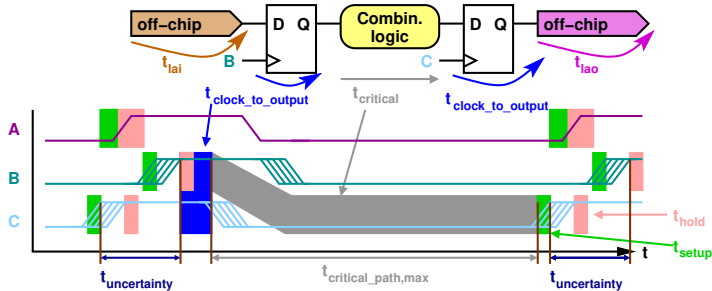 off-chip
D Q
Combin.
logic
D Q
off-chip
t_lai
B
C
t_lao
t_clock_to_output
t_critical
t_clock_to_output
A
B
C
t_hold
t_setup
t
t_uncertainty
t_critical_path,max
t_uncertainty